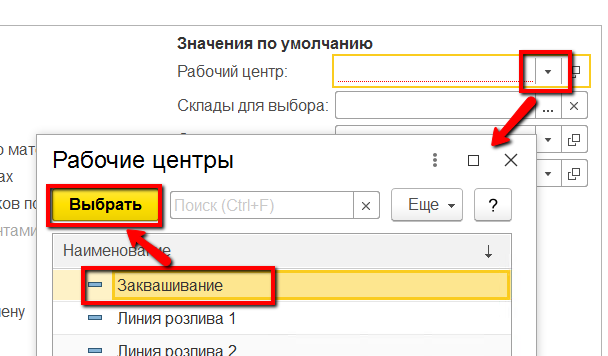 Значения по умолчанию
Рабочий центр:
Склады для выбора:
Рабочие центры
Выбрать
Поиск (Ctrl+F)
×
Еще
?
Наименование ↓
Заквашивание
Линия розлива 1
Линия розлива 2
о мат
ах
ков по
нтами
ену